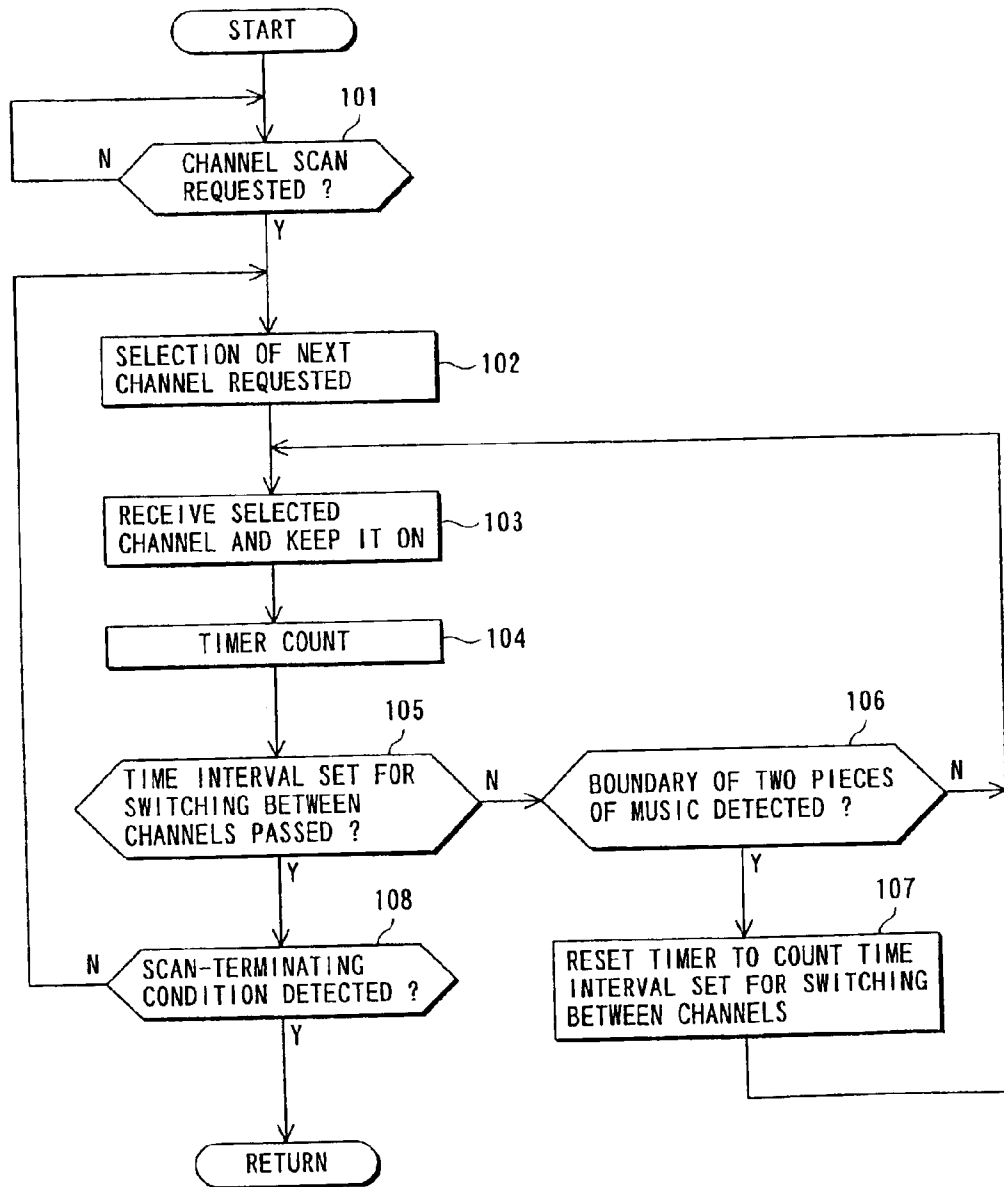 START
101
N
CHANNEL SCAN
REQUESTED ?
Y
SELECTION OF NEXT
CHANNEL REQUESTED
102
RECEIVE SELECTED
CHANNEL AND KEEP IT ON
103
TIMER COUNT
104
105
TIME INTERVAL SET FOR
SWITCHING BETWEEN
CHANNELS PASSED ?
N
Y
106
BOUNDARY OF TWO PIECES
OF MUSIC DETECTED ?
N
Y
107
RESET TIMER TO COUNT TIME
INTERVAL SET FOR SWITCHING
BETWEEN CHANNELS
108
N
SCAN-TERMINATING
CONDITION DETECTED ?
Y
RETURN